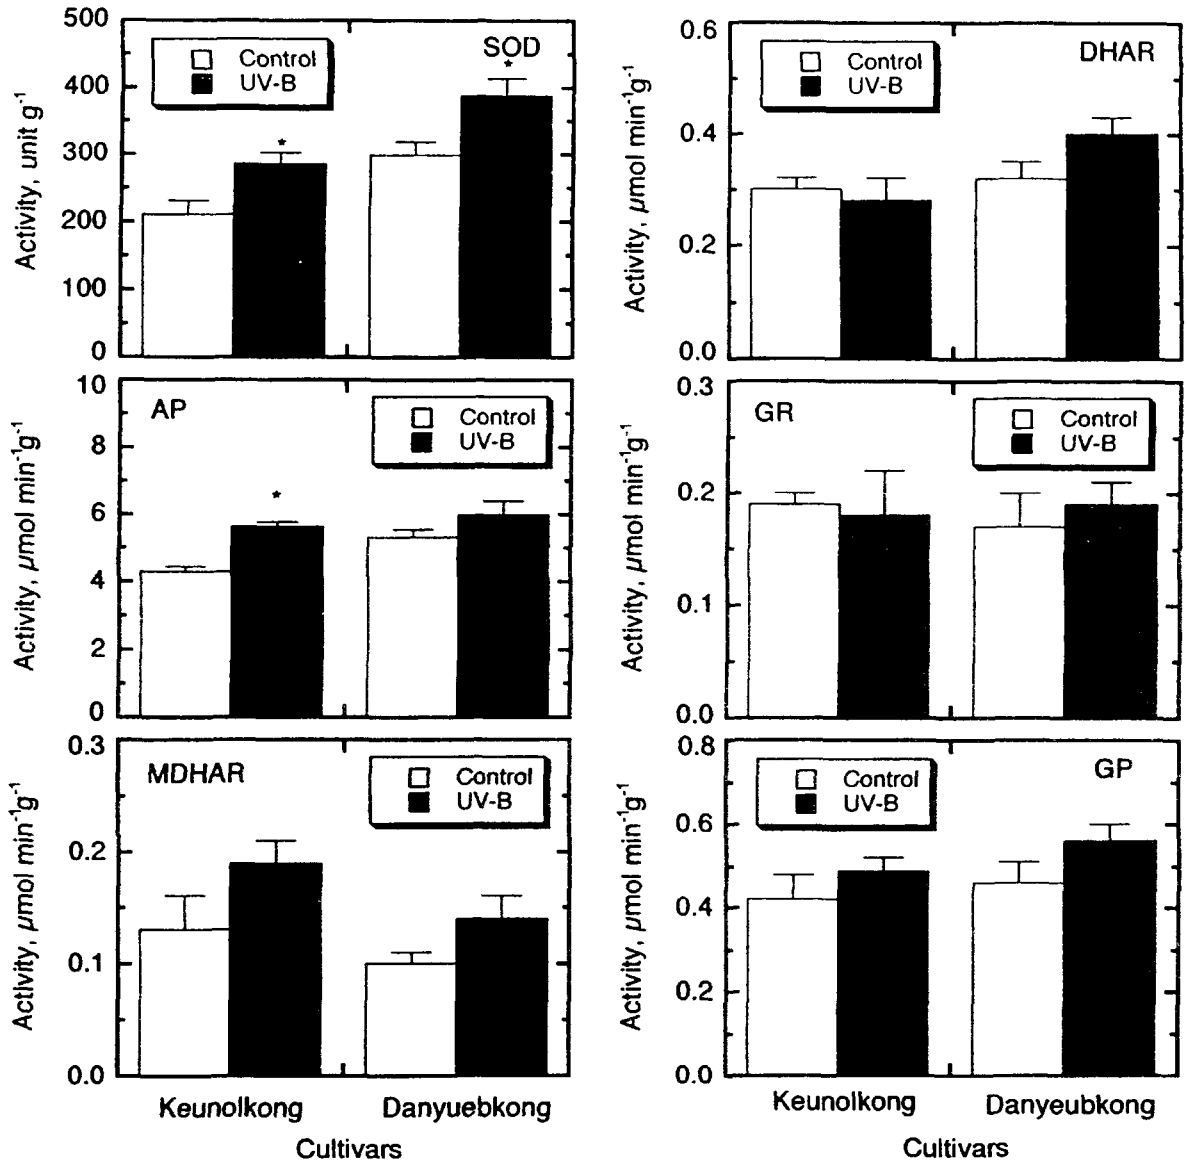 500
400
300
200
100
0
Activity, unit g
Control
UV-B
SOD
*
*
0.6
0.4
0.2
0.0
Activity, µmol min⁻¹g⁻¹
Control
UV-B
DHAR
10
8
6
4
2
0
Activity, µmol min⁻¹g⁻¹
AP
Control
UV-B
*
0.3
0.2
0.1
0.0
Activity, µmol min⁻¹g⁻¹
GR
Control
UV-B
0.3
0.2
0.1
0.0
Activity, µmol min⁻¹g⁻¹
MDHAR
Control
UV-B
Keunolkong Danyuebkong
Cultivars
0.8
0.6
0.4
0.2
0.0
Activity, µmol min⁻¹g⁻¹
Control
UV-B
GP
Keunolkong Danyeubkong
Cultivars